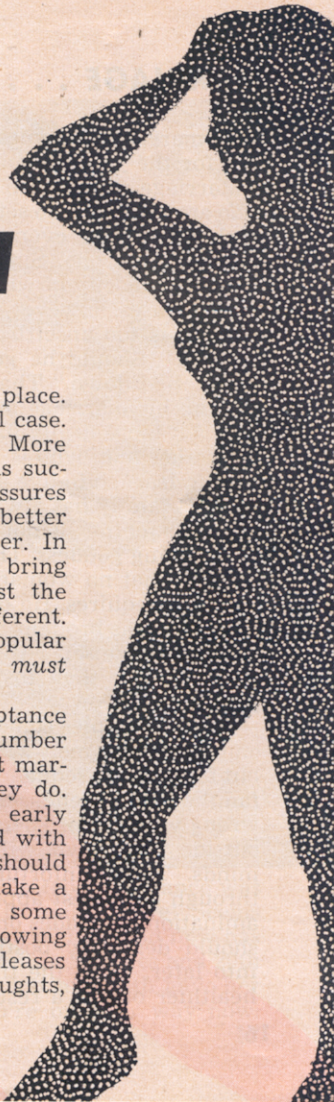 place.
l case.
More
s suc-
ssures
better
er. In
bring
st the
ferent.
opular
must
ptance
umber
t mar-
ey do.
early
d with
should
ake a
some
owing
leases
ughts,